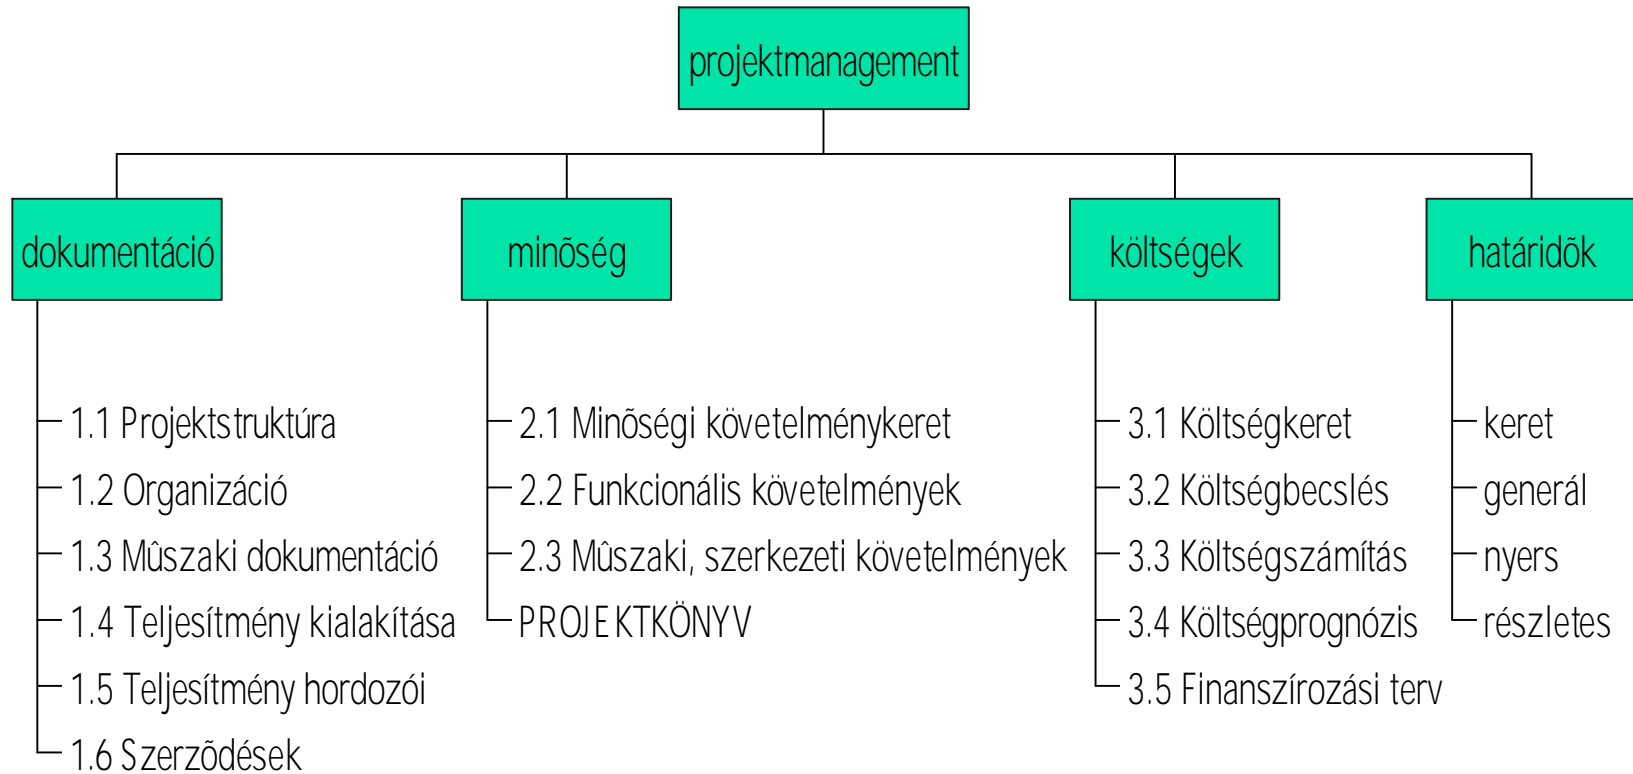 projektmanagement
dokumentáció
minõség
költségek
határidõk
1.1 Projektstruktúra
1.2 Organizáció
1.3 Mûszaki dokumentáció
1.4 Teljesítmény kialakítása
1.5 Teljesítmény hordozói
1.6 Szerzõdések
2.1 Minõségi követelménykeret
2.2 Funkcionális követelmények
2.3 Mûszaki, szerkezeti követelmények
PROJEKTKÖNYV
3.1 Költségkeret
3.2 Költségbecslés
3.3 Költségszámítás
3.4 Költségprognózis
3.5 Finanszírozási terv
keret
generál
nyers
részletes